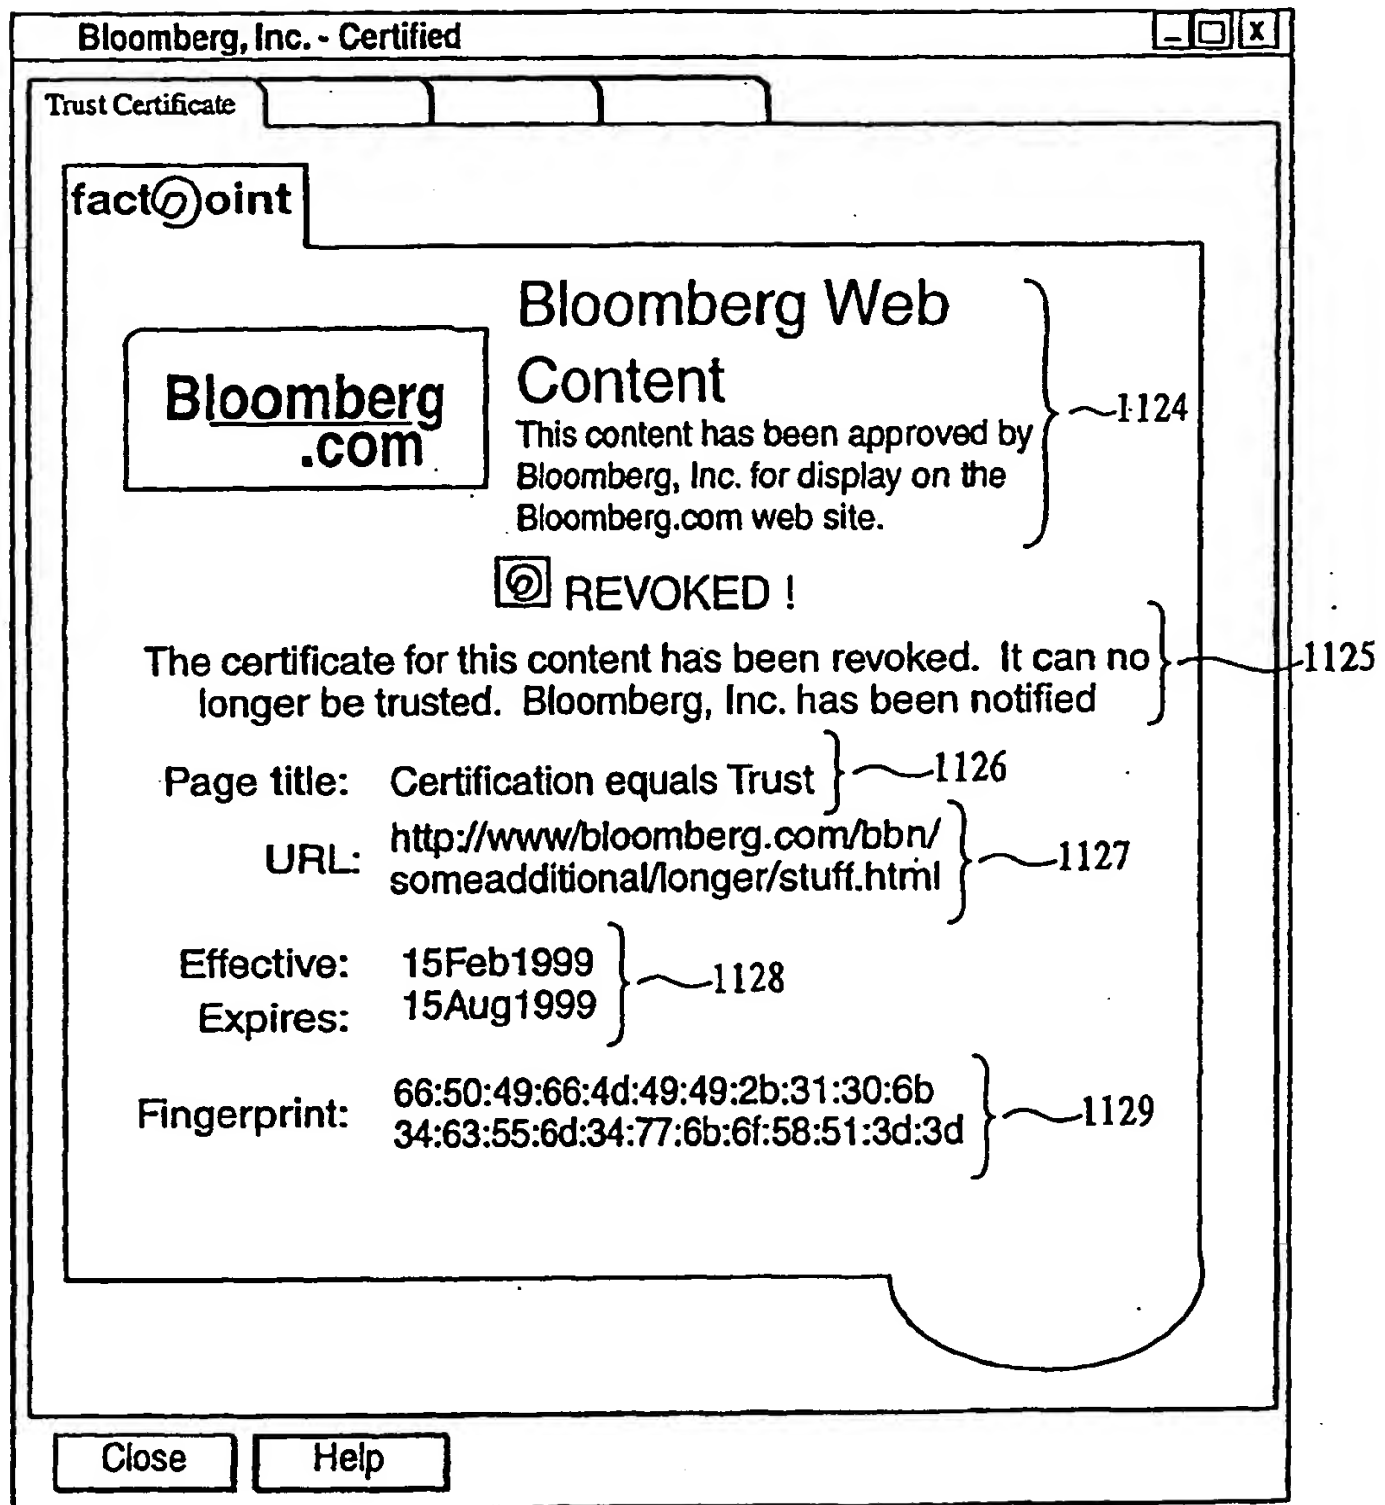 Bloomberg, Inc. - Certified
Trust Certificate
factpoint
Bloomberg Web
Content
Bloomberg
.com
This content has been approved by
Bloomberg, Inc. for display on the
Bloomberg.com web site.
1124
REVOKED !
The certificate for this content has been revoked. It can no
longer be trusted. Bloomberg, Inc. has been notified
1125
Page title: Certification equals Trust
1126
URL: http://www/bloomberg.com/bbn/
someadditional/longer/stuff.html
1127
Effective: 15Feb1999
Expires: 15Aug1999
1128
Fingerprint: 66:50:49:66:4d:49:49:2b:31:30:6b
34:63:55:6d:34:77:6b:6f:58:51:3d:3d
1129
Close
Help